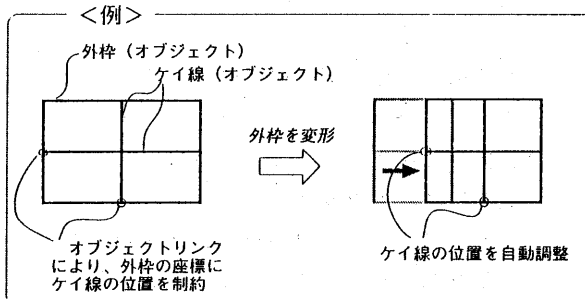 <例>
外枠（オブジェクト）
ケイ線（オブジェクト）
外枠を変形
オブジェクトリンク
により、外枠の座標に
ケイ線の位置を制約
ケイ線の位置を自動調整